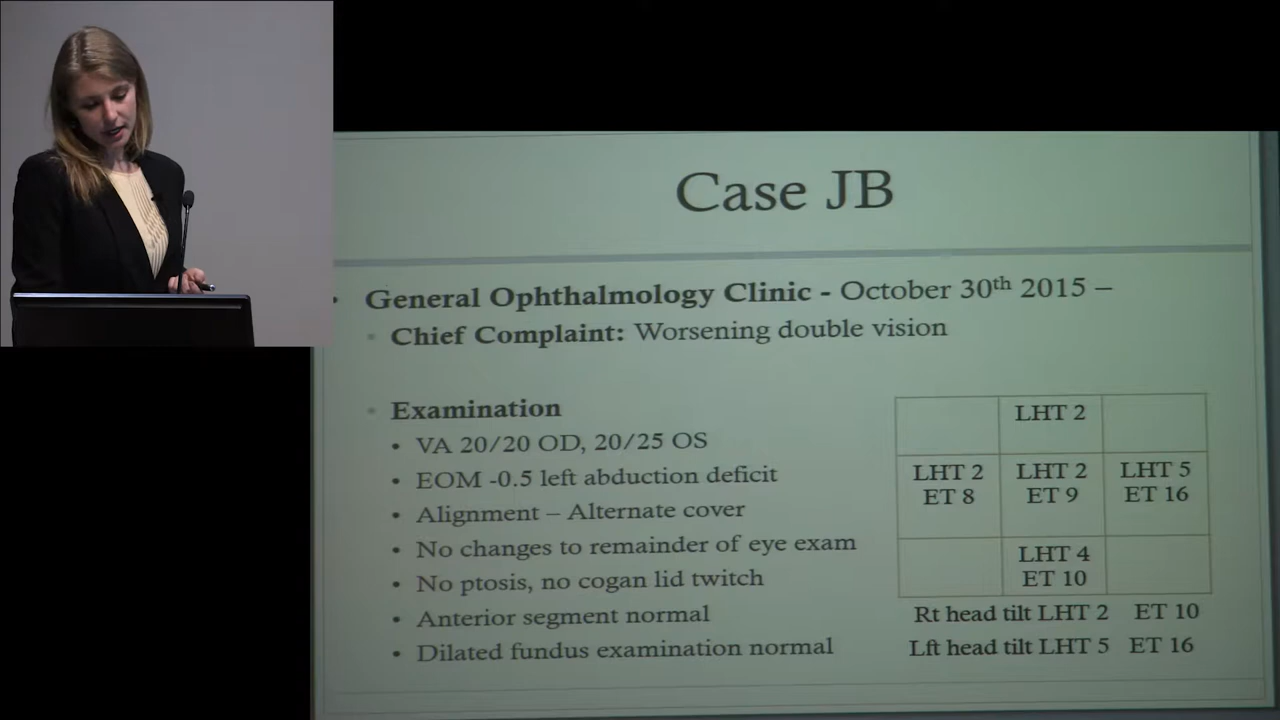 Case JB
General Ophthalmology Clinic - October 30th 2015 –
Chief Complaint: Worsening double vision
Examination
VA 20/20 OD, 20/25 OS
EOM -0.5 left abduction deficit
Alignment – Alternate cover
No changes to remainder of eye exam
No ptosis, no cogan lid twitch
Anterior segment normal
Dilated fundus examination normal
LHT 2
LHT 2 LHT 2 LHT 5
ET 8 ET 9 ET 16
LHT 4
ET 10
Rt head tilt LHT 2 ET 10
Lft head tilt LHT 5 ET 16